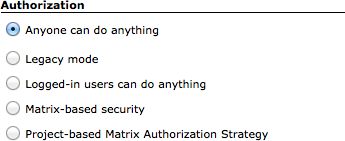 Authorization
Anyone can do anything
Legacy mode
Logged-in users can do anything
Matrix-based security
Project-based Matrix Authorization Strategy